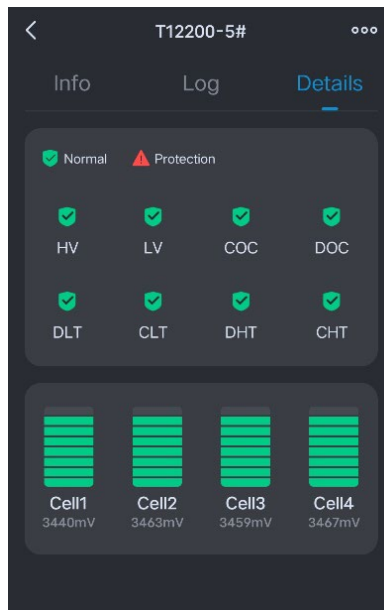 T12200-5#
Info Log Details
Normal Protection
HV LV COC DOC
DLT CLT DHT CHT
Cell1 Cell2 Cell3 Cell4
3440mV 3463mV 3459mV 3467mV